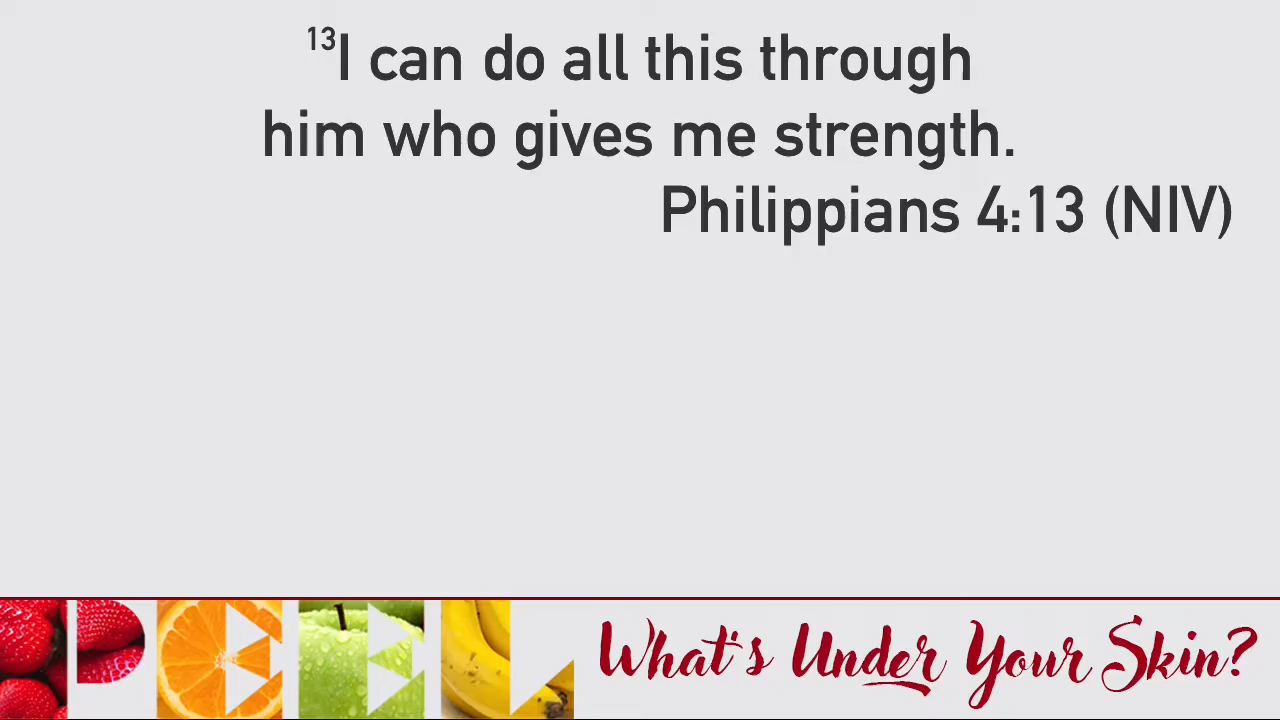 13I can do all this through
him who gives me strength.
Philippians 4:13 (NIV)
PEEL What's Under Your Skin?